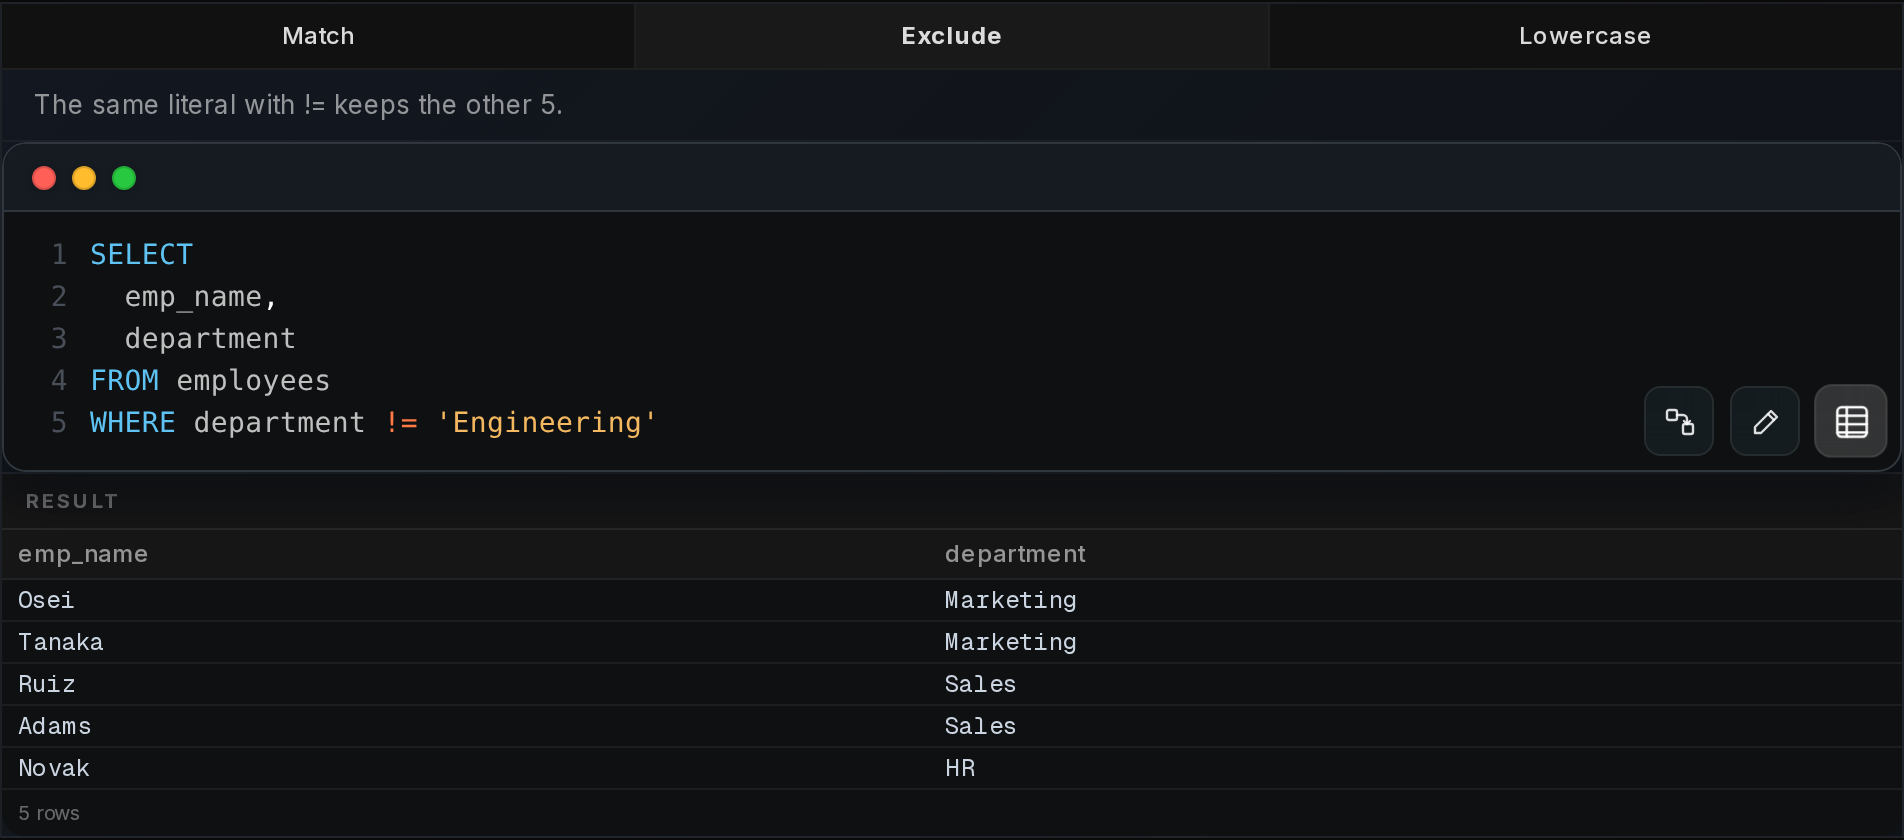 Match
Exclude
Lowercase
The same literal with != keeps the other 5.
1 SELECT
2   emp_name,
3   department
4 FROM employees
5 WHERE department != 'Engineering'
RESULT
emp_name department
Osei Marketing
Tanaka Marketing
Ruiz Sales
Adams Sales
Novak HR
5 rows